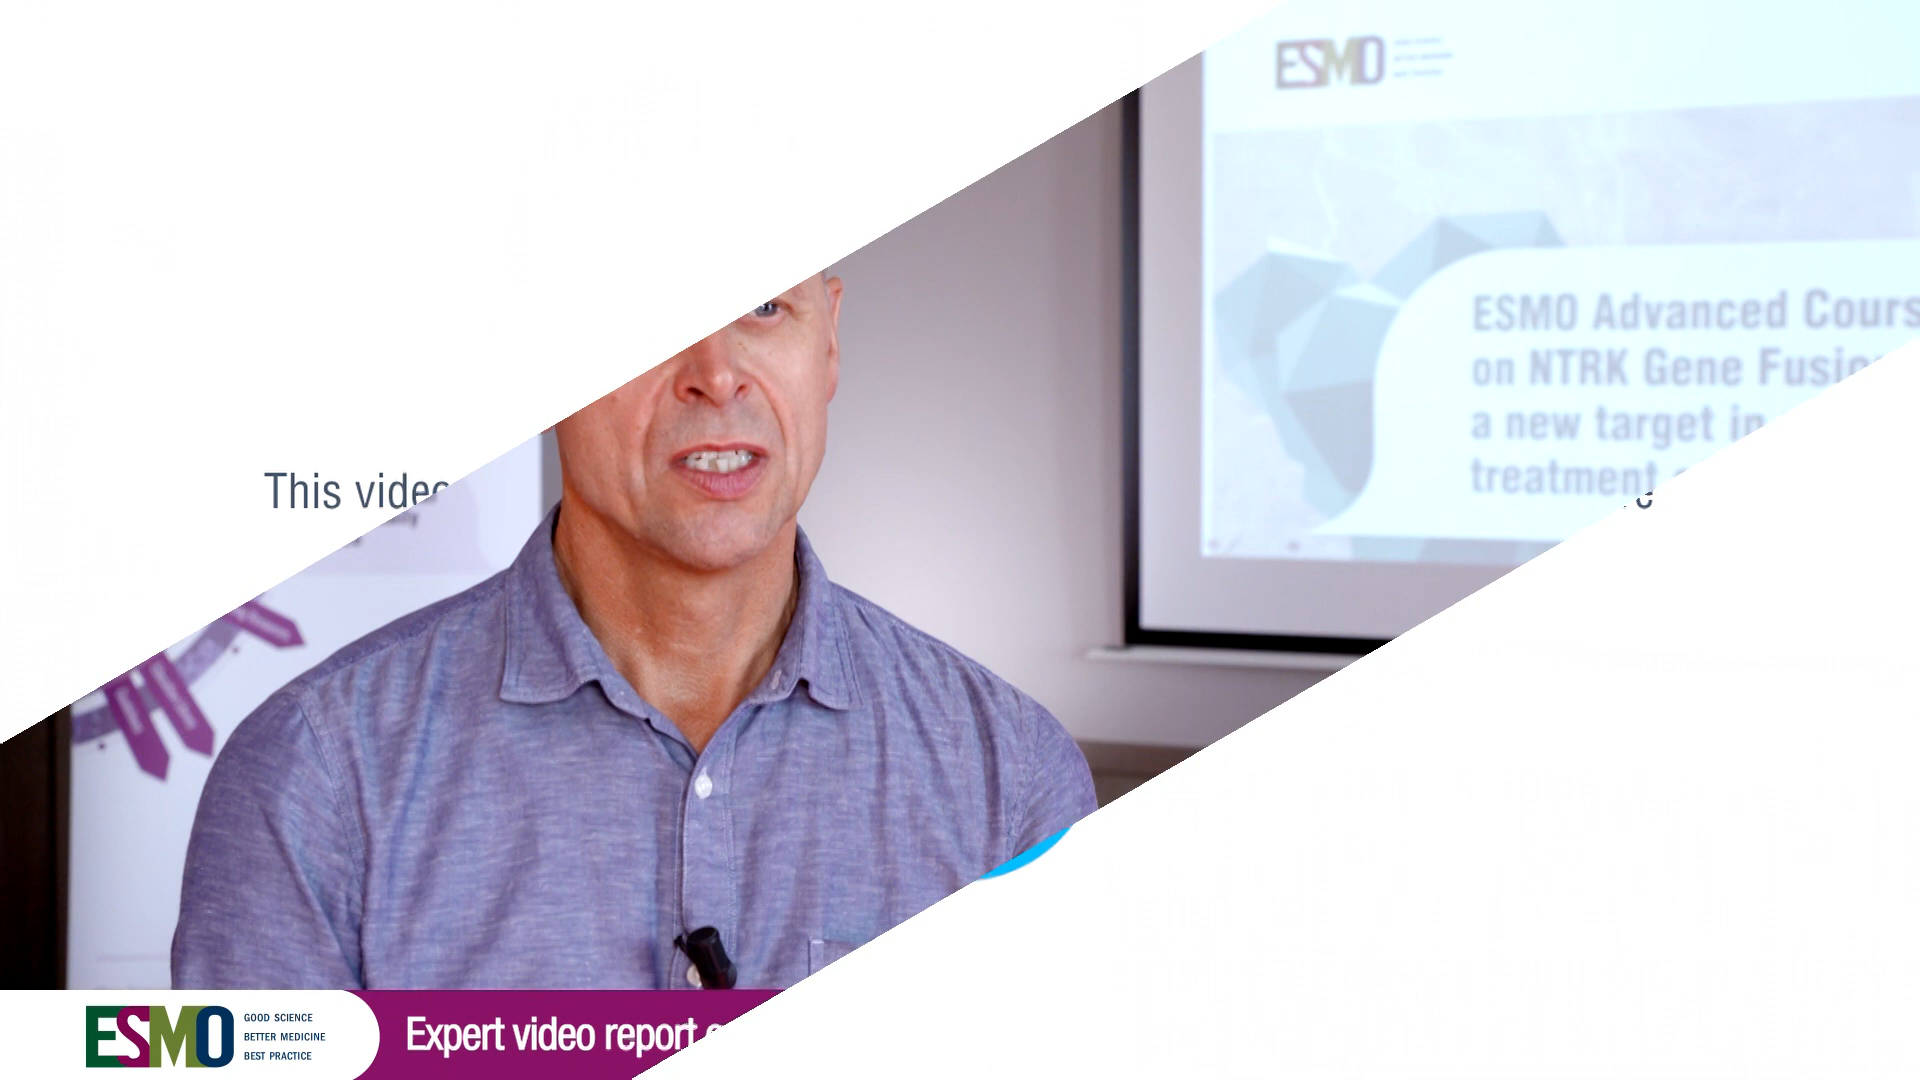 ESMO
ESMO Advanced Cours
on NTRK Gene Fusio
a new target in
treatment
This video
ESMO
GOOD SCIENCE
BETTER MEDICINE
BEST PRACTICE
Expert video report